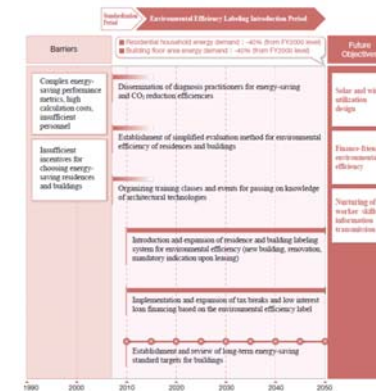 Standardization
Period
Environmental Efficiency Labeling Introduction Period
Barriers
Residential household energy demand : -40% (from FY2000 level)
Building floor area energy demand : -40% (from FY2000 level)
Future
Objectives
Complex energy-
saving performance
metrics, high
calculation costs,
insufficient
personnel
Insufficient
incentives for
choosing energy-
saving residences
and buildings
Dissemination of diagnosis practitioners for energy-saving
and CO₂ reduction efficiencies
Establishment of simplified evaluation method for environmental
efficiency of residences and buildings
Organizing training classes and events for passing on knowledge
of architectural technologies
Introduction and expansion of residence and building labeling
system for environmental efficiency (new building, renovation,
mandatory indication upon leasing)
Implementation and expansion of tax breaks and low interest
loan financing based on the environmental efficiency label
Establishment and review of long-term energy-saving
standard targets for buildings
Solar and
utilization
design
environmental
efficiency
Nurturing of
worker
information
transmission
1990
2000
2010
2020
2030
2040
2050